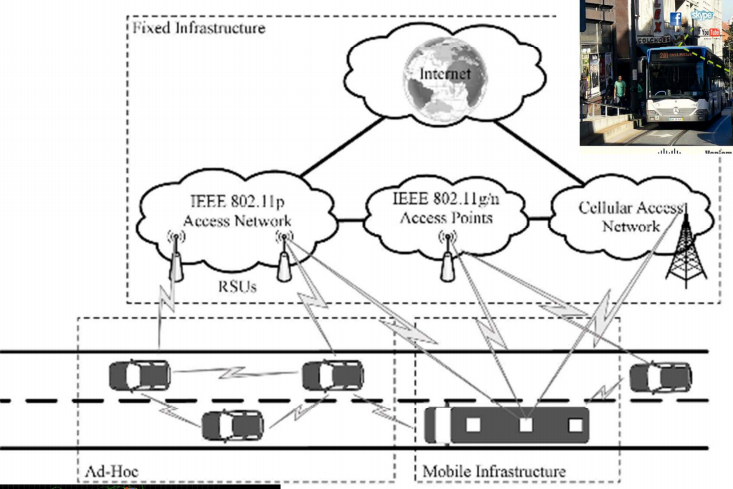 Fixed Infrastructure
Internet
skype
You Tube
IEEE 802.11p
Access Network
IEEE 802.11g/n
Access Points
Cellular Access
Network
RSUs
Ad-Hoc
Mobile Infrastructure